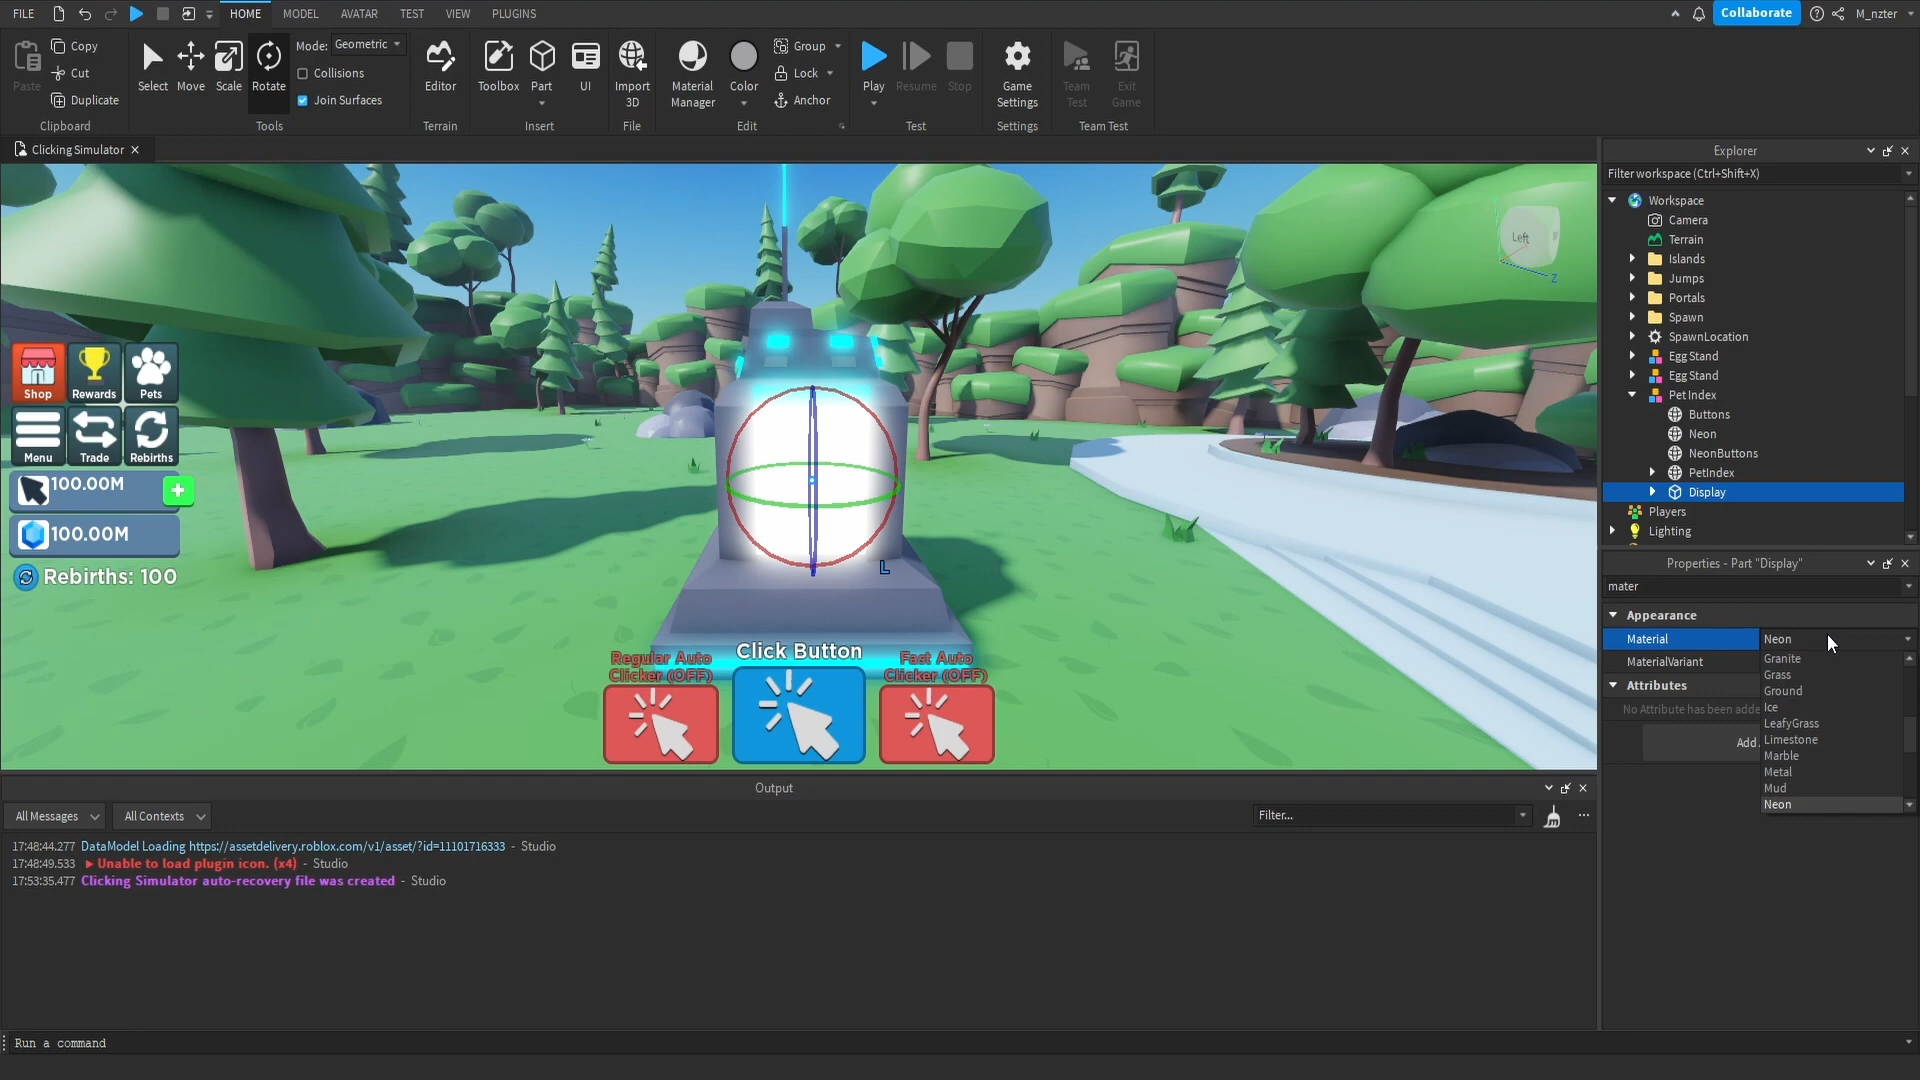 FILE
HOME
MODEL
AVATAR
TEST
VIEW
PLUGINS
Collaborate
M_nzter
Paste
Copy
Cut
Duplicate
Clipboard
Select
Move
Scale
Rotate
Mode: Geometric
Collisions
Join Surfaces
Tools
Editor
Terrain
Toolbox
Part
UI
Insert
Import
3D
File
Material
Manager
Color
Group
Lock
Anchor
Edit
Play
Resume
Stop
Test
Game
Settings
Settings
Team
Test
Exit
Game
Team Test
Clicking Simulator
Left
Z
Shop
Rewards
Pets
Menu
Trade
Rebirths
100.00M
+
100.00M
Rebirths: 100
L
Click Button
Regular Auto
Clicker (OFF)
Fast Auto
Clicker (OFF)
Explorer
Filter workspace (Ctrl+Shift+X)
Workspace
Camera
Terrain
Islands
Jumps
Portals
Spawn
SpawnLocation
Egg Stand
Egg Stand
Pet Index
Buttons
Neon
NeonButtons
PetIndex
Display
Players
Lighting
Properties - Part "Display"
mater
Appearance
Material
Neon
MaterialVariant
Attributes
No Attribute has been adde
Add
Granite
Grass
Ground
Ice
LeafyGrass
Limestone
Marble
Metal
Mud
Neon
Output
All Messages
All Contexts
Filter...
17:48:44.277 DataModel Loading https://assetdelivery.roblox.com/v1/asset/?id=11101716333 - Studio
17:48:49.533 Unable to load plugin icon. (x4) - Studio
17:53:35.477 Clicking Simulator auto-recovery file was created - Studio
Run a command